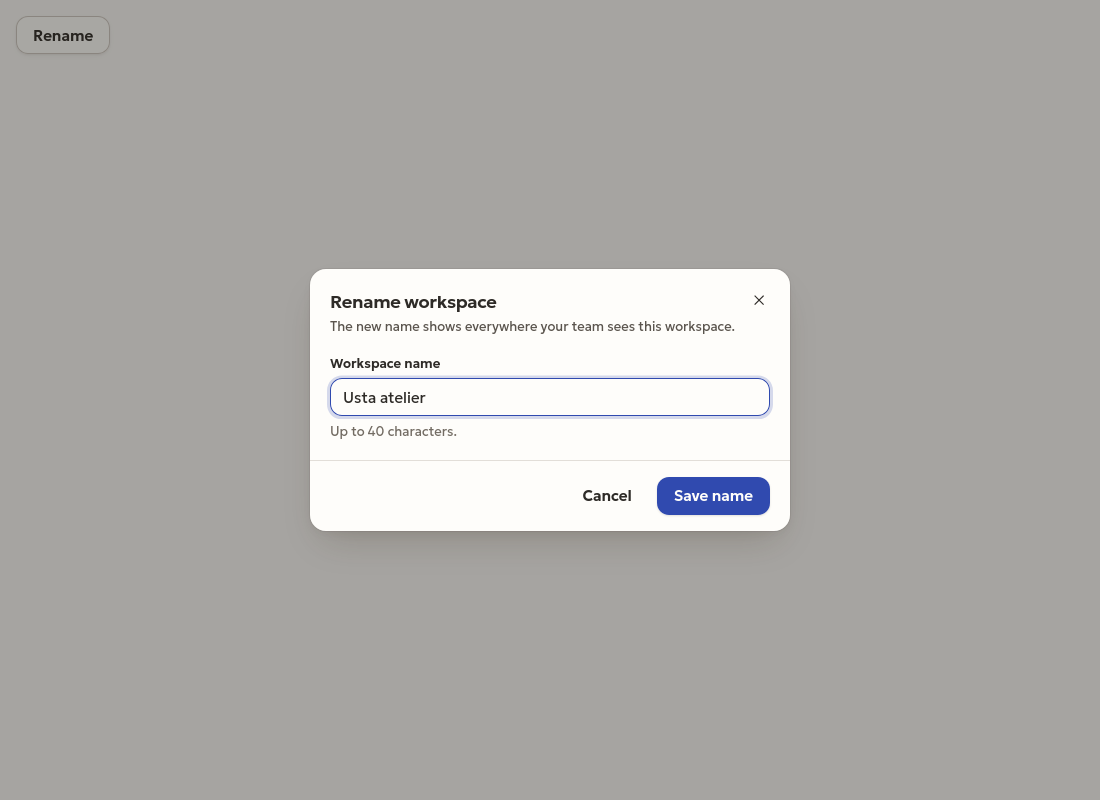 Rename
Rename workspace
The new name shows everywhere your team sees this workspace.
Workspace name
Usta atelier
Up to 40 characters.
Cancel
Save name